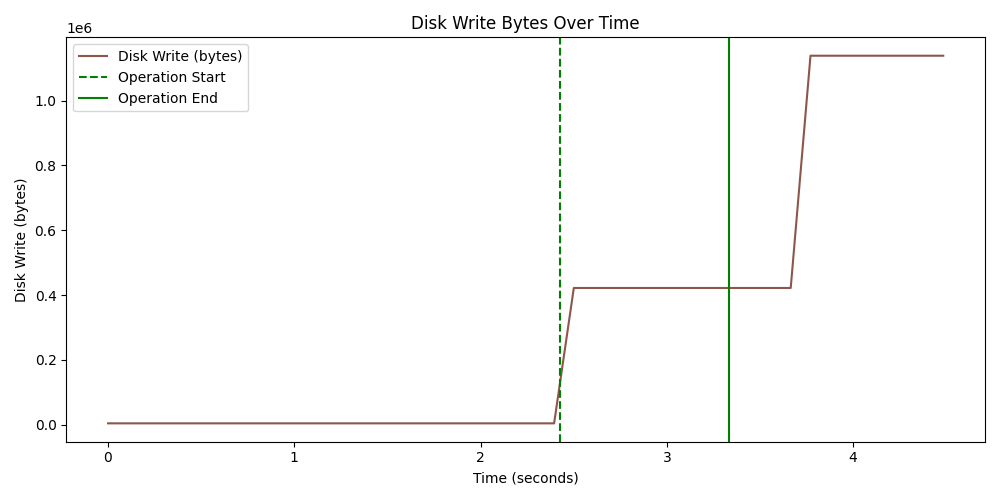 Disk Write Bytes Over Time
1e6
Disk Write (bytes)
Operation Start
Operation End
1.0
0.8
0.6
0.4
0.2
0.0
Disk Write (bytes)
0 1 2 3 4
Time (seconds)